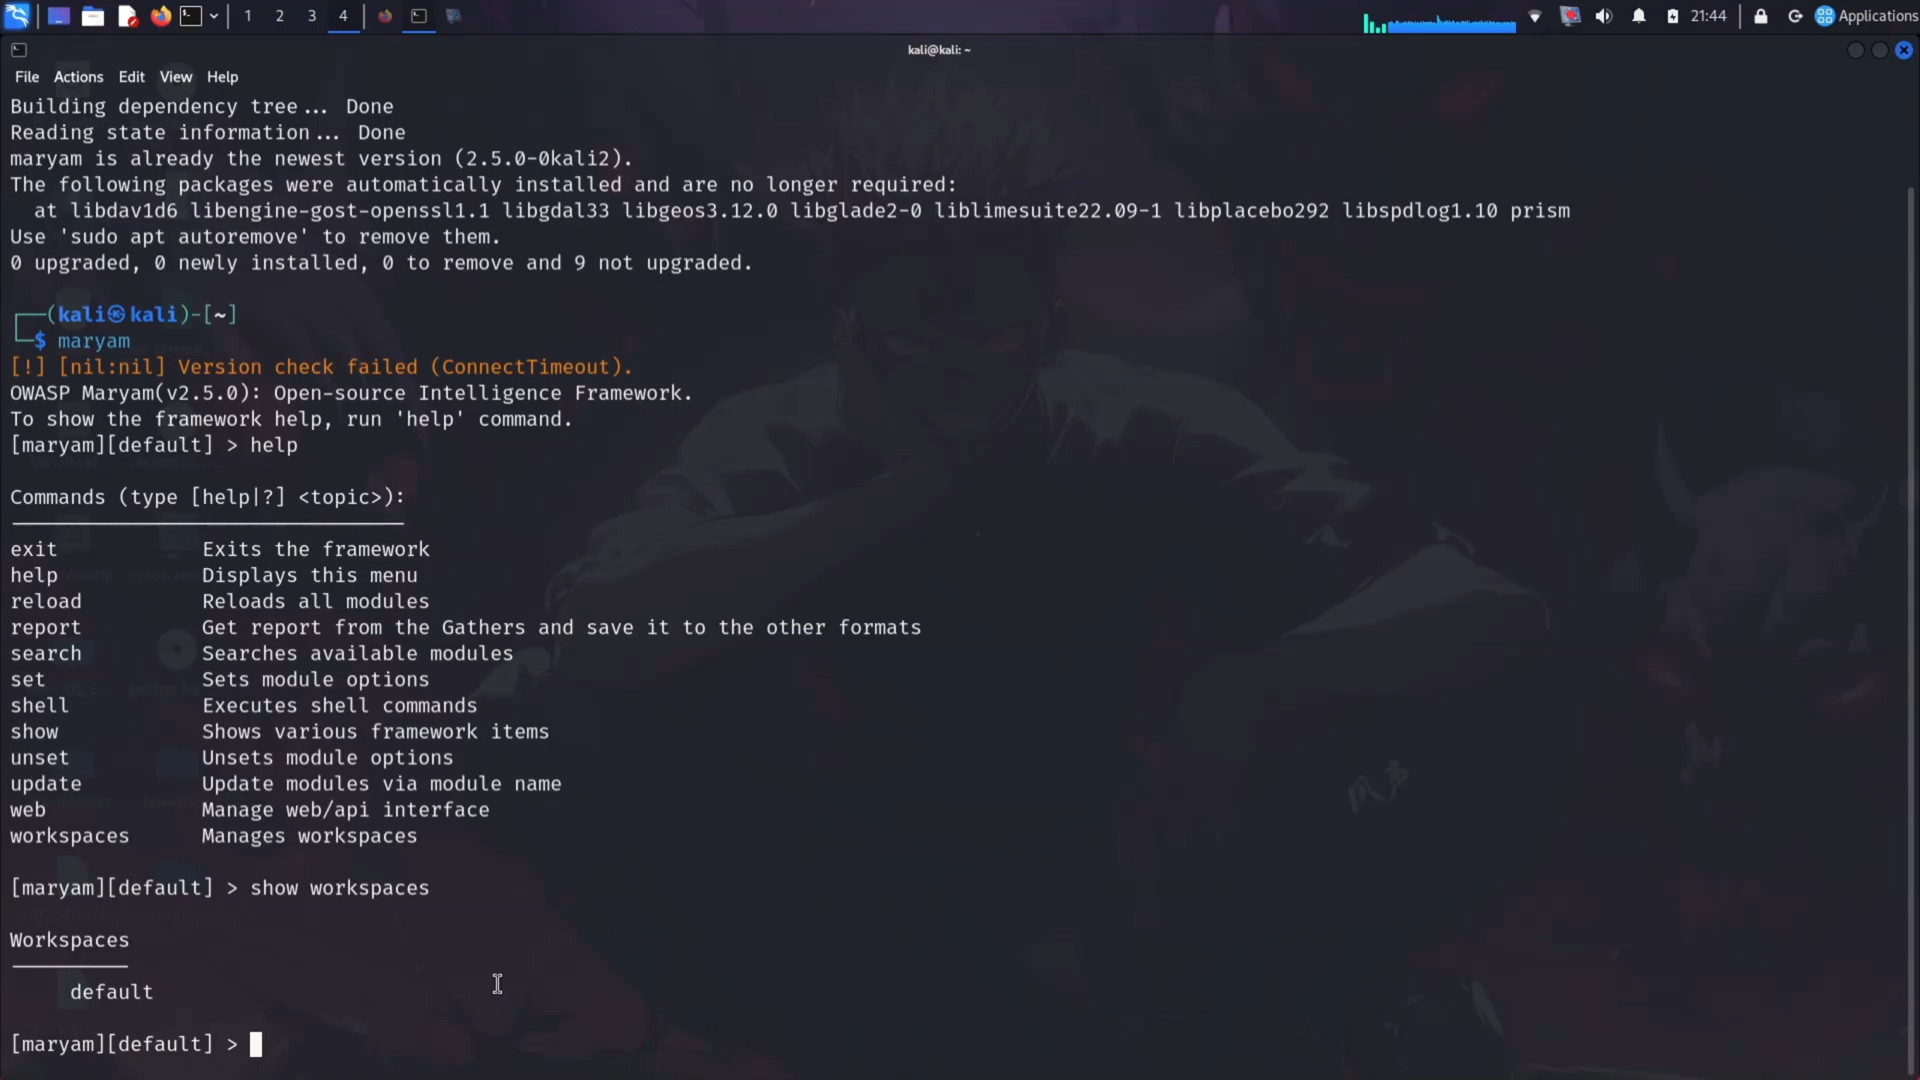 1 2 3 4 21:44 Applications
kali@kali: ~
File Actions Edit View Help
Building dependency tree... Done
Reading state information... Done
maryam is already the newest version (2.5.0-0kali2).
The following packages were automatically installed and are no longer required:
at libdav1d6 libengine-gost-openssl1.1 libgdal33 libgeos3.12.0 libglade2-0 liblimesuite22.09-1 libplacebo292 libspdlog1.10 prism
Use 'sudo apt autoremove' to remove them.
0 upgraded, 0 newly installed, 0 to remove and 9 not upgraded.
┌──(kali㉿kali)-[~]
└─$ maryam
[!] [nil:nil] Version check failed (ConnectTimeout).
OWASP Maryam(v2.5.0): Open-source Intelligence Framework.
To show the framework help, run 'help' command.
[maryam][default] > help
Commands (type [help|?] <topic>):
exit Exits the framework
help Displays this menu
reload Reloads all modules
report Get report from the Gathers and save it to the other formats
search Searches available modules
set Sets module options
shell Executes shell commands
show Shows various framework items
unset Unsets module options
update Update modules via module name
web Manage web/api interface
workspaces Manages workspaces
[maryam][default] > show workspaces
Workspaces
default
[maryam][default] >